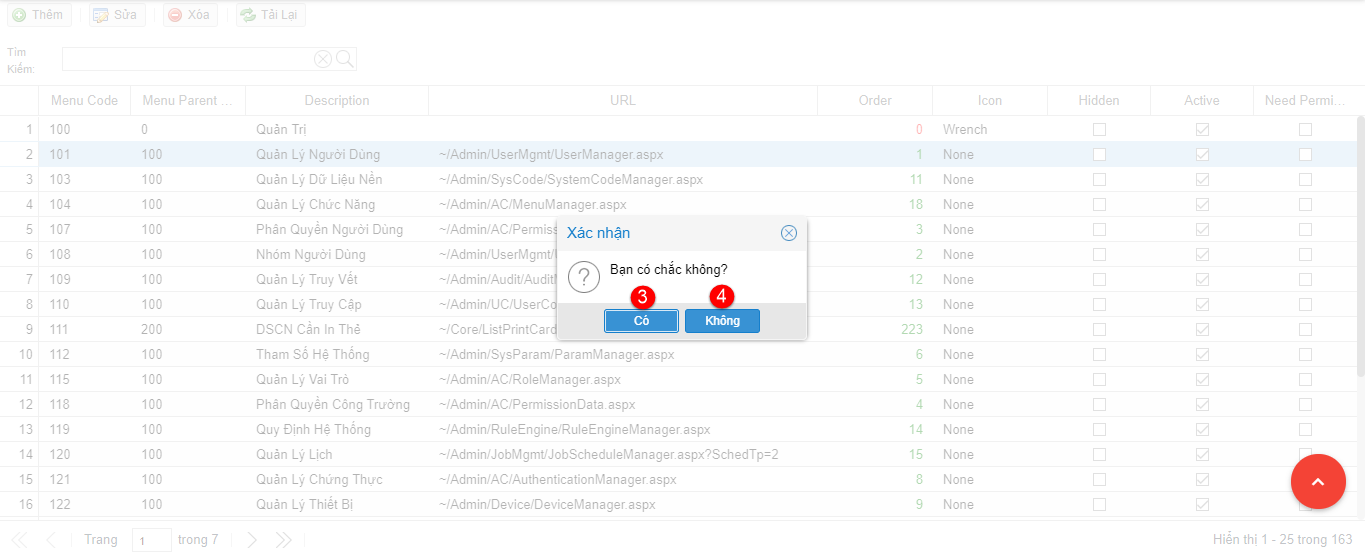 Thêm Sửa Xóa Tải Lại
Tìm
Kiếm:
Menu Code Menu Parent ... Description URL Order Icon Hidden Active Need Permi...
1 100 0 Quản Trị 0 Wrench
2 101 100 Quản Lý Người Dùng ~/Admin/UserMgmt/UserManager.aspx 1 None
3 103 100 Quản Lý Dữ Liệu Nền ~/Admin/SysCode/SystemCodeManager.aspx 11 None
4 104 100 Quản Lý Chức Năng ~/Admin/AC/MenuManager.aspx 18 None
5 107 100 Phân Quyền Người Dùng ~/Admin/AC/Permiss 3 None
6 108 100 Nhóm Người Dùng ~/Admin/UserMgmt/ 2 None
7 109 100 Quản Lý Truy Vết ~/Admin/Audit/Audit 12 None
8 110 100 Quản Lý Truy Cập ~/Admin/UC/UserCo 13 None
9 111 200 DSCN Cần In Thẻ ~/Core/ListPrintCard 223 None
10 112 100 Tham Số Hệ Thống ~/Admin/SysParam/ParamManager.aspx 6 None
11 115 100 Quản Lý Vai Trò ~/Admin/AC/RoleManager.aspx 5 None
12 118 100 Phân Quyền Công Trường ~/Admin/AC/PermissionData.aspx 4 None
13 119 100 Quy Định Hệ Thống ~/Admin/RuleEngine/RuleEngineManager.aspx 14 None
14 120 100 Quản Lý Lịch ~/Admin/JobMgmt/JobScheduleManager.aspx?SchedTp=2 15 None
15 121 100 Quản Lý Chứng Thực ~/Admin/AC/AuthenticationManager.aspx 8 None
16 122 100 Quản Lý Thiết Bị ~/Admin/Device/DeviceManager.aspx 9 None
Xác nhận
?
Bạn có chắc không?
3 4
Có Không
Trang 1 trong 7 Hiển thị 1 - 25 trong 163